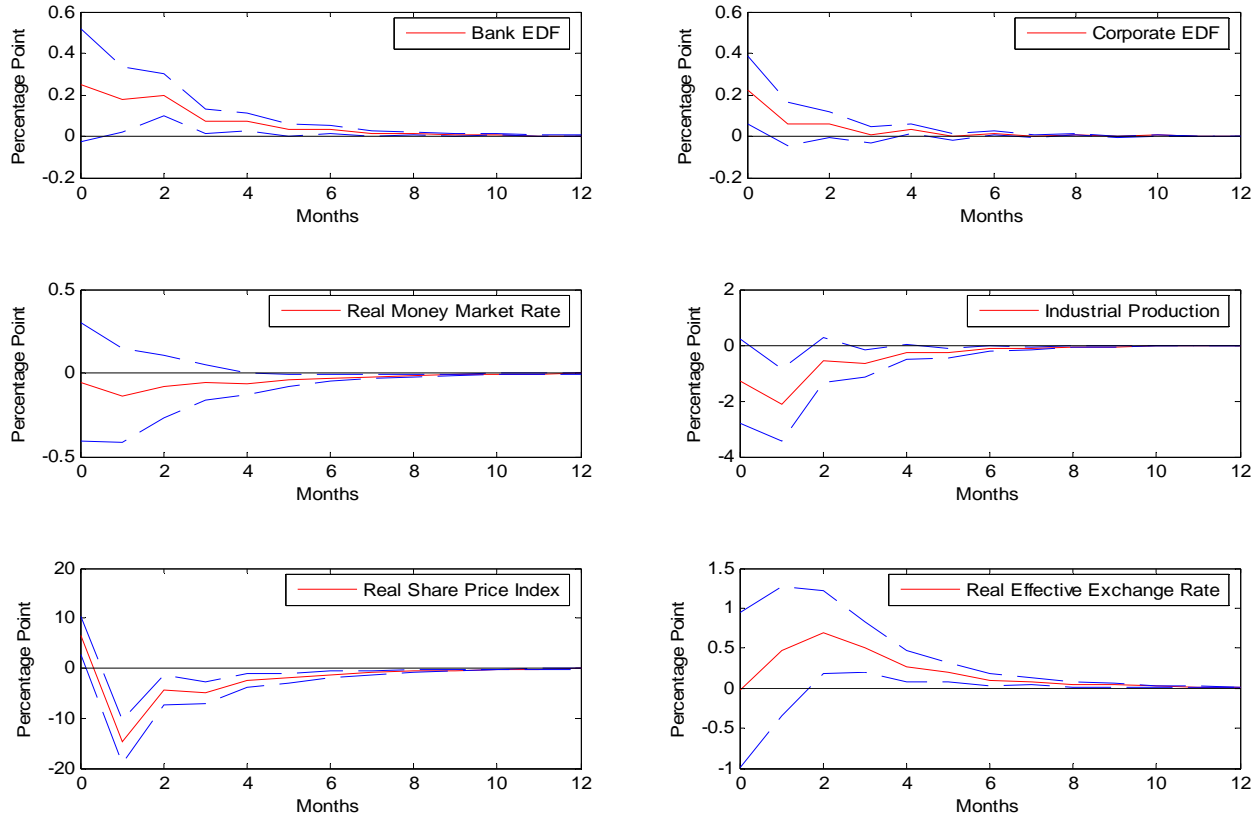 Bank EDF
Percentage Point
0.6
0.4
0.2
0
-0.2
0 2 4 6 8 10 12
Months
Corporate EDF
Percentage Point
0.6
0.4
0.2
0
-0.2
0 2 4 6 8 10 12
Months
Real Money Market Rate
Percentage Point
0.5
0
-0.5
0 2 4 6 8 10 12
Months
Industrial Production
Percentage Point
2
0
-2
-4
0 2 4 6 8 10 12
Months
Real Share Price Index
Percentage Point
20
10
0
-10
-20
0 2 4 6 8 10 12
Months
Real Effective Exchange Rate
Percentage Point
1.5
1
0.5
0
-0.5
-1
0 2 4 6 8 10 12
Months